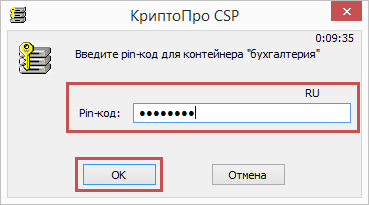 КриптоПро CSP
0:09:35
Введите pin-код для контейнера "бухгалтерия"
RU
Pin-код: ●●●●●●●●
OK
Отмена